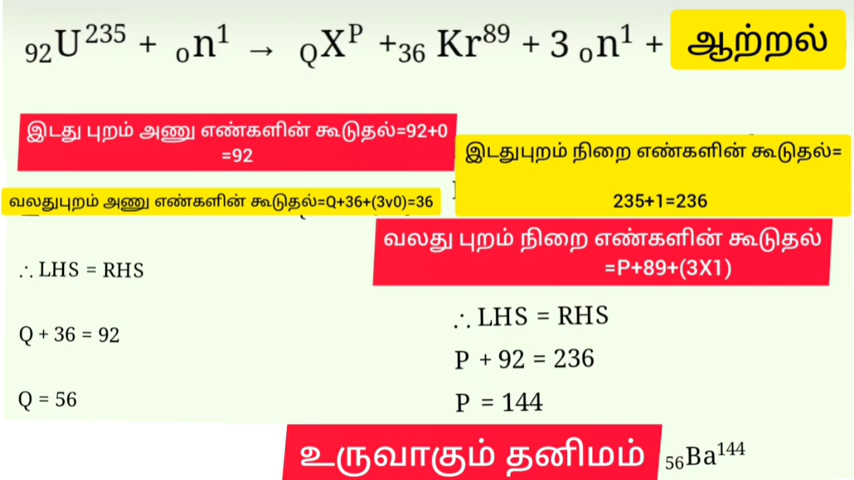 ₉₂U²³⁵ + ₀n¹ → QXᴾ +₃₆ Kr⁸⁹ + 3 ₀n¹ + ஆற்றல்
இடது புறம் அணு எண்களின் கூடுதல்=92+0
=92
இடதுபுறம் நிறை எண்களின் கூடுதல்=
235+1=236
வலதுபுறம் அணு எண்களின் கூடுதல்=Q+36+(3v0)=36
வலது புறம் நிறை எண்களின் கூடுதல்
=P+89+(3X1)
∴ LHS = RHS
Q + 36 = 92
Q = 56
∴ LHS = RHS
P + 92 = 236
P = 144
உருவாகும் தனிமம் ₅₆Ba¹⁴⁴